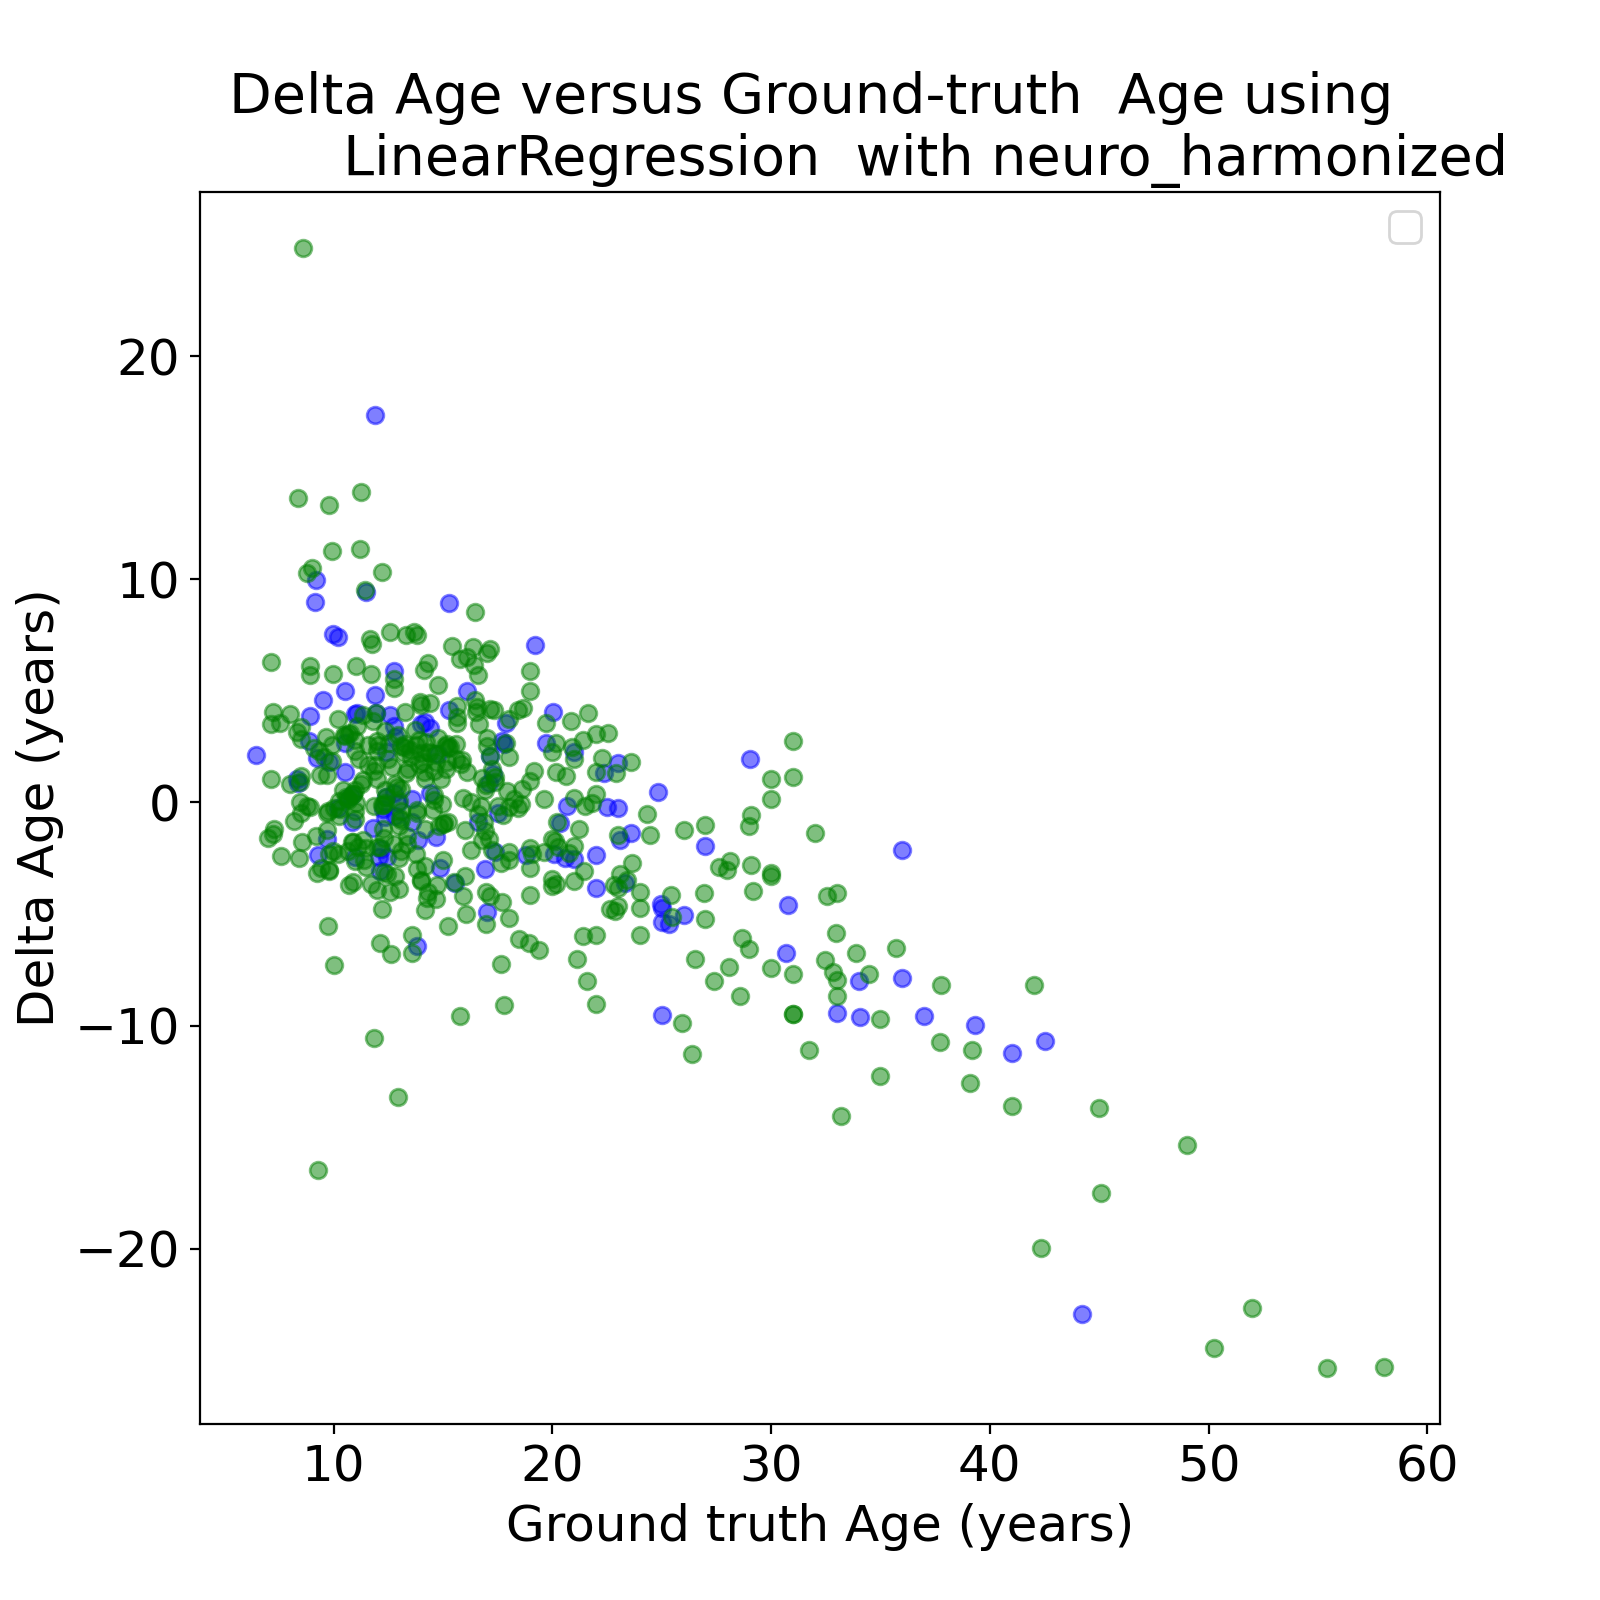 Delta Age versus Ground-truth  Age using
LinearRegression  with neuro_harmonized
20
10
0
−10
−20
Delta Age (years)
10 20 30 40 50 60
Ground truth Age (years)